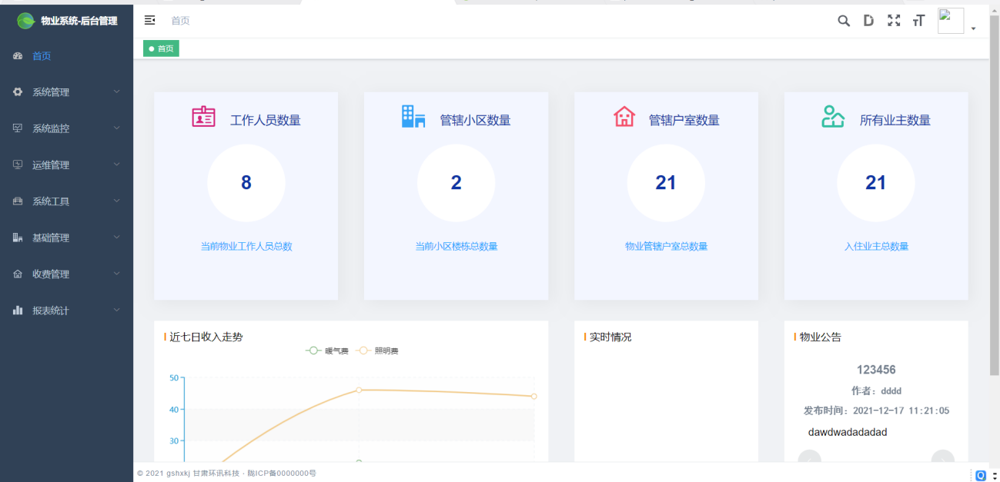 物业系统-后台管理
首页
首页
首页
系统管理
系统监控
运维管理
系统工具
基础管理
收费管理
报表统计
工作人员数量
8
当前物业工作人员总数
管辖小区数量
2
当前小区楼栋总数量
管辖户室数量
21
物业管辖户室总数量
所有业主数量
21
入住业主总数量
近七日收入走势
暖气费 照明费
50
40
30
实时情况
物业公告
123456
作者：dddd
发布时间：2021-12-17 11:21:05
dawdwadadadad
© 2021 gshxkj 甘肃环讯科技 - 陇ICP备0000000号